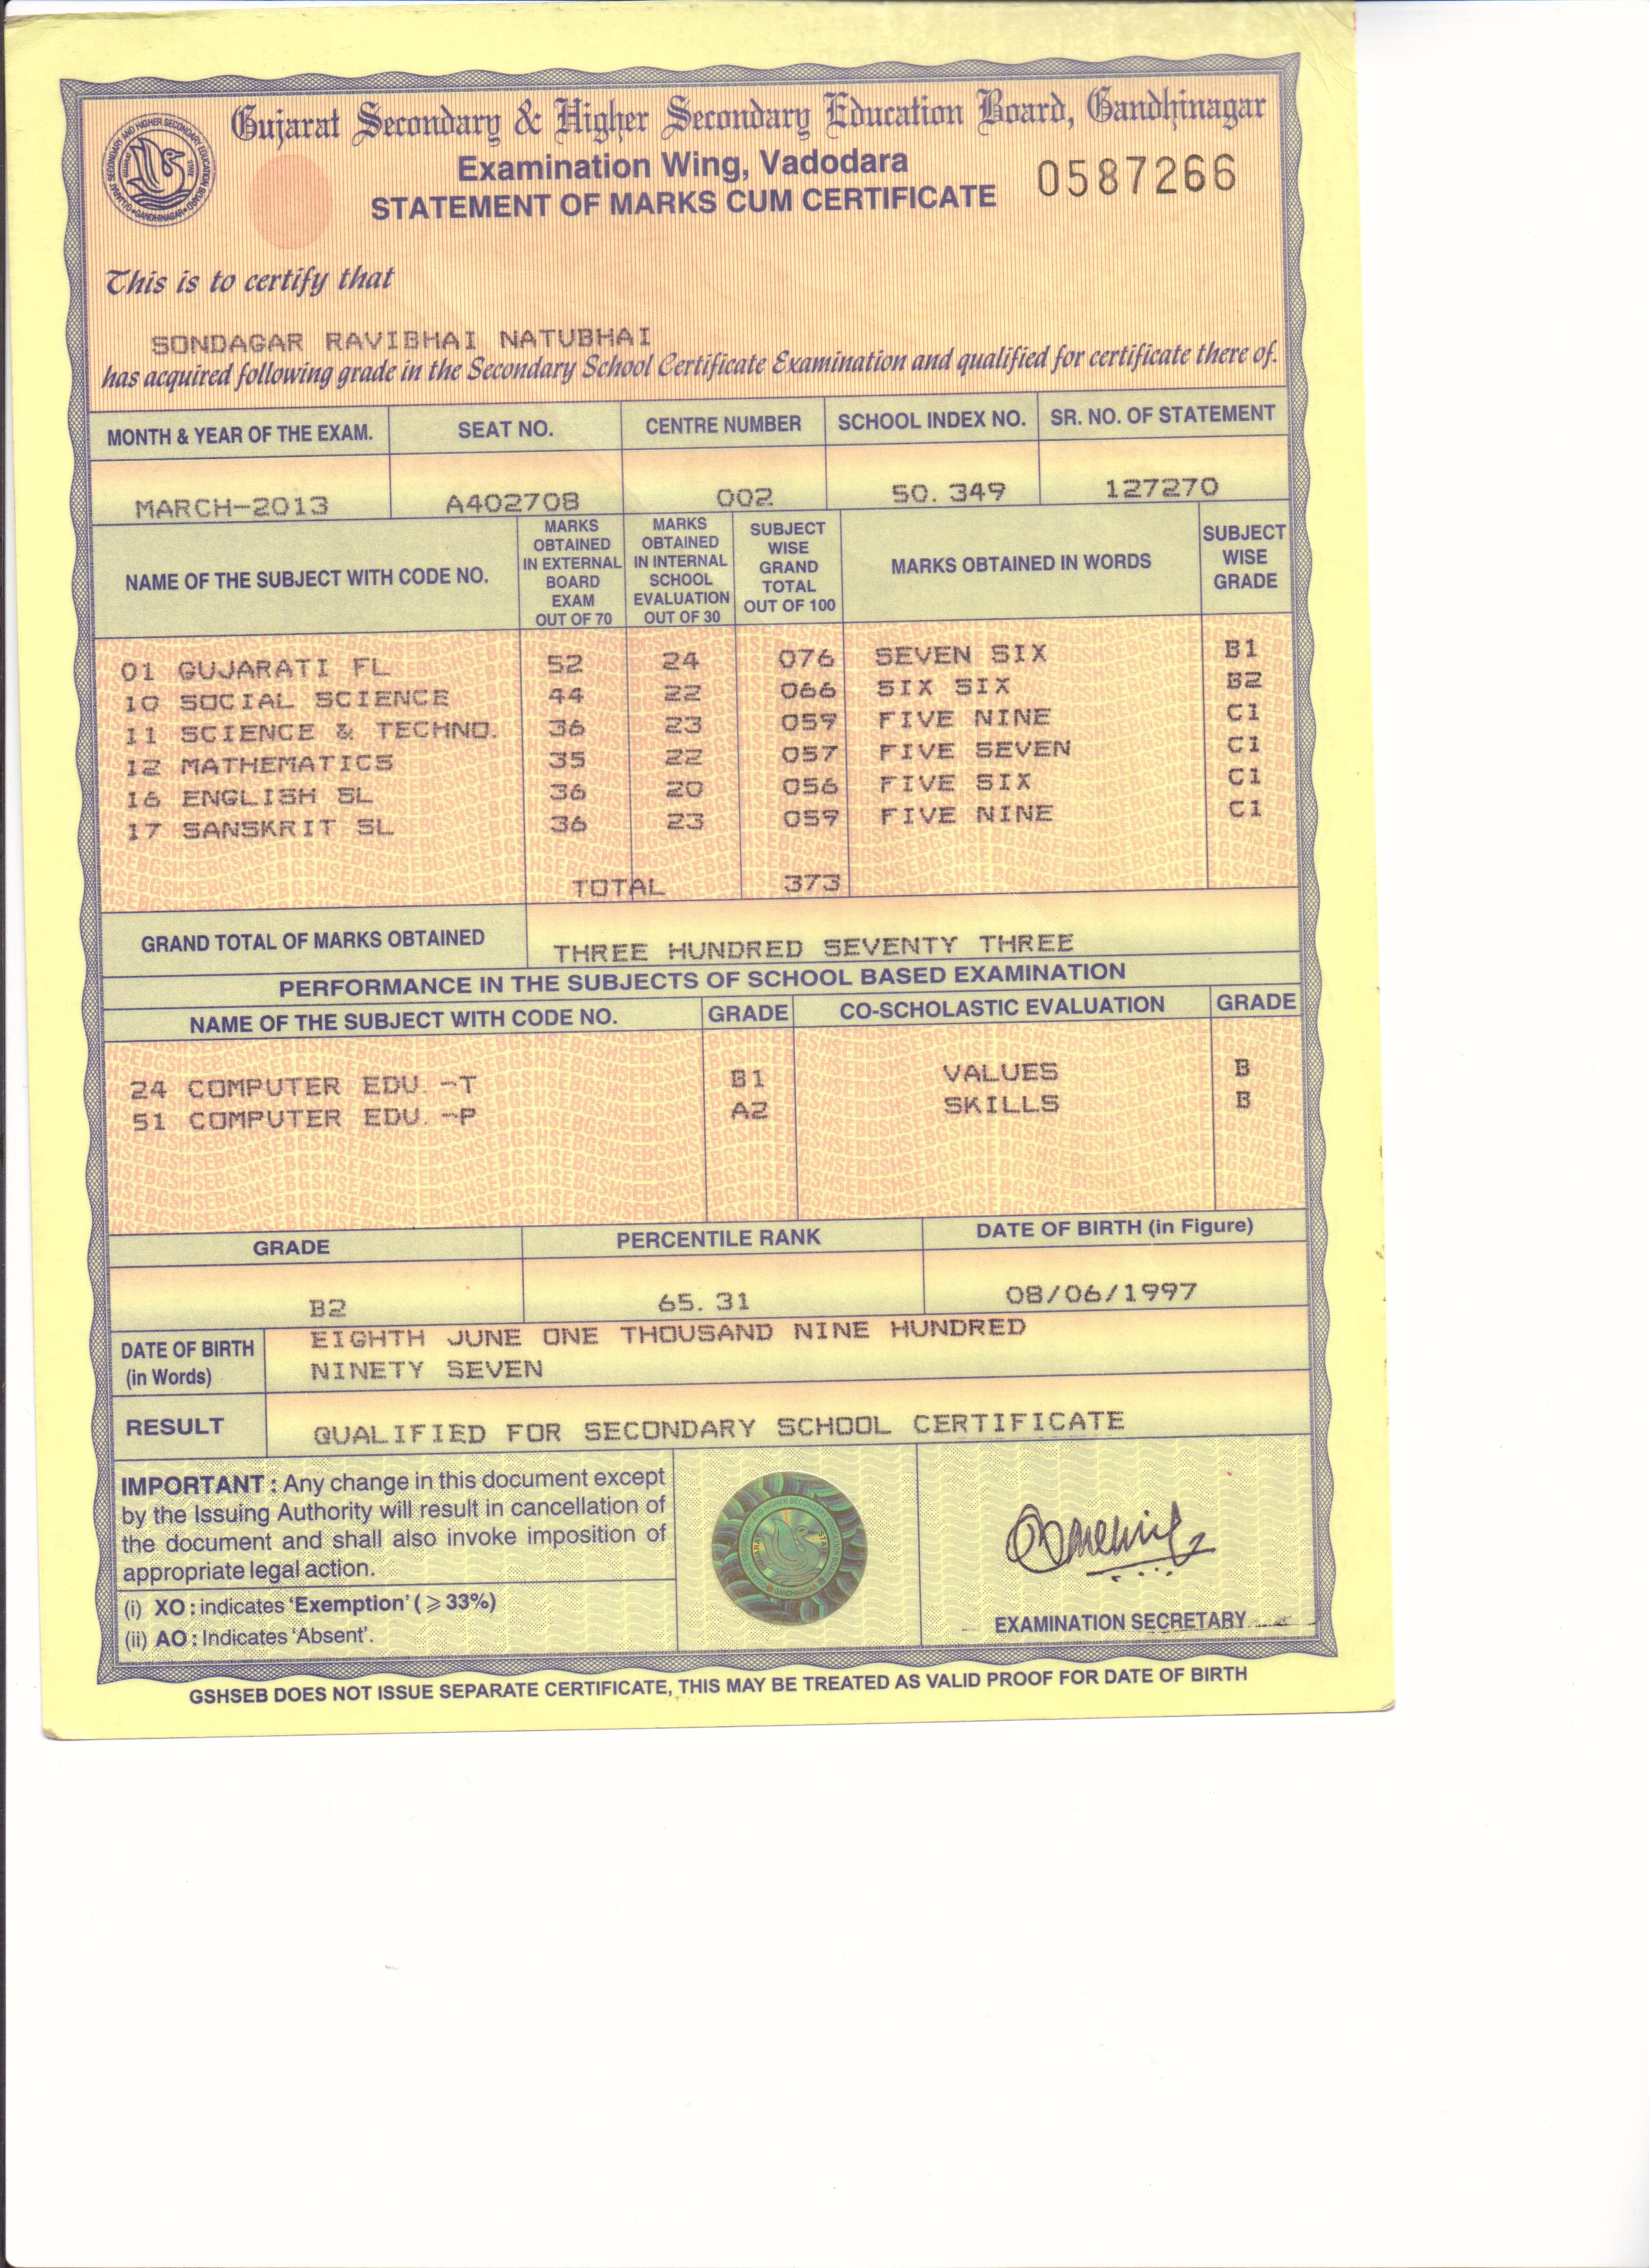 Gujarat Secondary & Higher Secondary Education Board, Gandhinagar
Examination Wing, Vadodara
STATEMENT OF MARKS CUM CERTIFICATE
0587266
This is to certify that
SONDAGAR RAVIBHAI NATUBHAI
has acquired following grade in the Secondary School Certificate Examination and qualified for certificate there of.
MONTH & YEAR OF THE EXAM. SEAT NO. CENTRE NUMBER SCHOOL INDEX NO. SR. NO. OF STATEMENT
MARCH-2013 A402708 002 50.349 127270
NAME OF THE SUBJECT WITH CODE NO.
MARKS
OBTAINED
IN EXTERNAL
BOARD
EXAM
OUT OF 70
MARKS
OBTAINED
IN INTERNAL
SCHOOL
EVALUATION
OUT OF 30
SUBJECT
WISE
GRAND
TOTAL
OUT OF 100
MARKS OBTAINED IN WORDS
SUBJECT
WISE
GRADE
01 GUJARATI FL 52 24 076 SEVEN SIX B1
10 SOCIAL SCIENCE 44 22 066 SIX SIX B2
11 SCIENCE & TECHNO. 36 23 059 FIVE NINE C1
12 MATHEMATICS 35 22 057 FIVE SEVEN C1
16 ENGLISH SL 36 20 056 FIVE SIX C1
17 SANSKRIT SL 36 23 059 FIVE NINE C1
TOTAL 373
GRAND TOTAL OF MARKS OBTAINED THREE HUNDRED SEVENTY THREE
PERFORMANCE IN THE SUBJECTS OF SCHOOL BASED EXAMINATION
NAME OF THE SUBJECT WITH CODE NO. GRADE CO-SCHOLASTIC EVALUATION GRADE
24 COMPUTER EDU. -T B1 VALUES B
51 COMPUTER EDU. -P A2 SKILLS B
GRADE PERCENTILE RANK DATE OF BIRTH (in Figure)
B2 65.31 08/06/1997
DATE OF BIRTH
(in Words)
EIGHTH JUNE ONE THOUSAND NINE HUNDRED
NINETY SEVEN
RESULT QUALIFIED FOR SECONDARY SCHOOL CERTIFICATE
IMPORTANT : Any change in this document except
by the Issuing Authority will result in cancellation of
the document and shall also invoke imposition of
appropriate legal action.
(i) XO : indicates 'Exemption' (⩾33%)
(ii) AO : Indicates 'Absent'.
EXAMINATION SECRETARY
GSHSEB DOES NOT ISSUE SEPARATE CERTIFICATE, THIS MAY BE TREATED AS VALID PROOF FOR DATE OF BIRTH